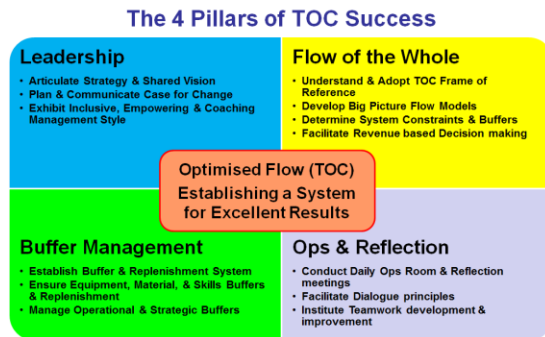 The 4 Pillars of TOC Success
Leadership
• Articulate Strategy & Shared Vision
• Plan & Communicate Case for Change
• Exhibit Inclusive, Empowering & Coaching
Management Style
Flow of the Whole
• Understand & Adopt TOC Frame of
Reference
• Develop Big Picture Flow Models
• Determine System Constraints & Buffers
• Facilitate Revenue based Decision making
Optimised Flow (TOC)
Establishing a System
for Excellent Results
Buffer Management
• Establish Buffer & Replenishment System
• Ensure Equipment, Material, & Skills Buffers
& Replenishment
• Manage Operational & Strategic Buffers
Ops & Reflection
• Conduct Daily Ops Room & Reflection
meetings
• Facilitate Dialogue principles
• Institute Teamwork development &
improvement